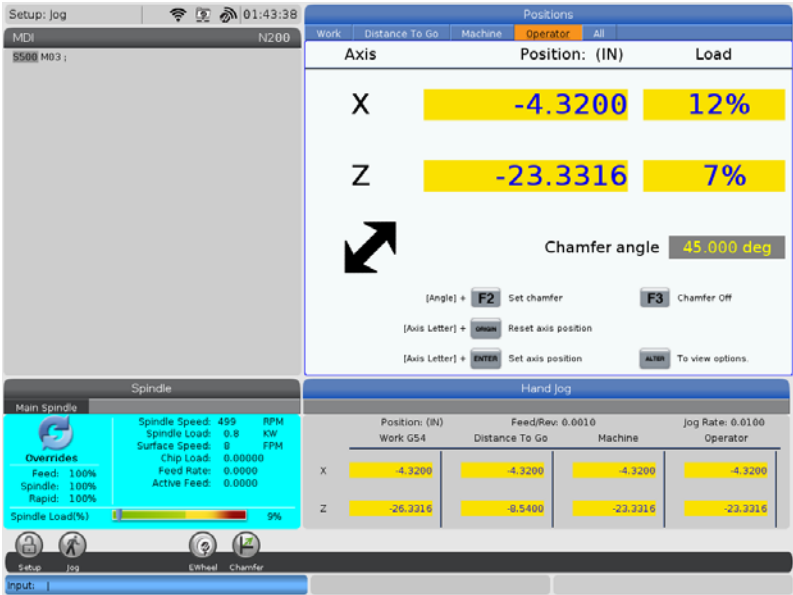 Setup: Jog 01:43:38
MDI N200
S500 M03 ;
Positions
Work Distance To Go Machine Operator All
Axis Position: (IN) Load
X -4.3200 12%
Z -23.3316 7%
Chamfer angle 45.000 deg
[Angle] + F2 Set chamfer F3 Chamfer Off
[Axis Letter] + ORIGIN Reset axis position
[Axis Letter] + ENTER Set axis position ALTER To view options.
Spindle
Main Spindle
Overrides
Feed: 100%
Spindle: 100%
Rapid: 100%
Spindle Speed: 499 RPM
Spindle Load: 0.8 KW
Surface Speed: 8 FPM
Chip Load: 0.00000
Feed Rate: 0.0000
Active Feed: 0.0000
Spindle Load(%) 9%
Hand Jog
Position: (IN) Feed/Rev: 0.0010 Jog Rate: 0.0100
Work G54 Distance To Go Machine Operator
X -4.3200 -4.3200 -4.3200 -4.3200
Z -26.3316 -8.5400 -23.3316 -23.3316
Setup Jog EWheel Chamfer
Input: